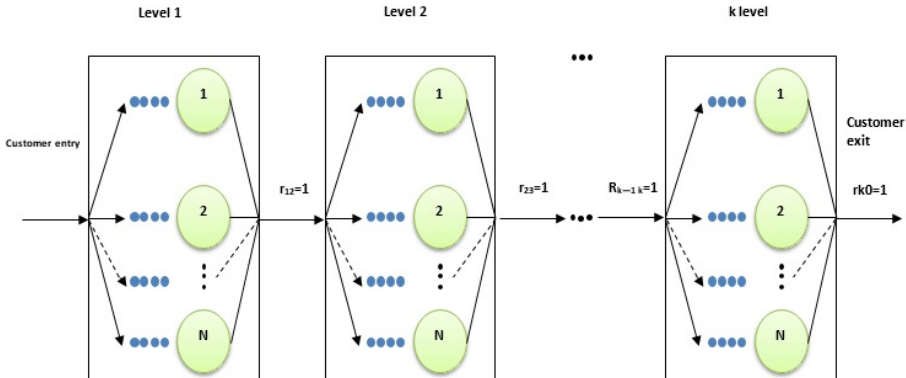 Level 1
Level 2
k level
1
1
•••
1
Customer entry
Customer
exit
r₁₂=1
r₂₃=1
Rₖ₋₁ ₖ=1
rk0=1
2
2
•••
2
N
N
N